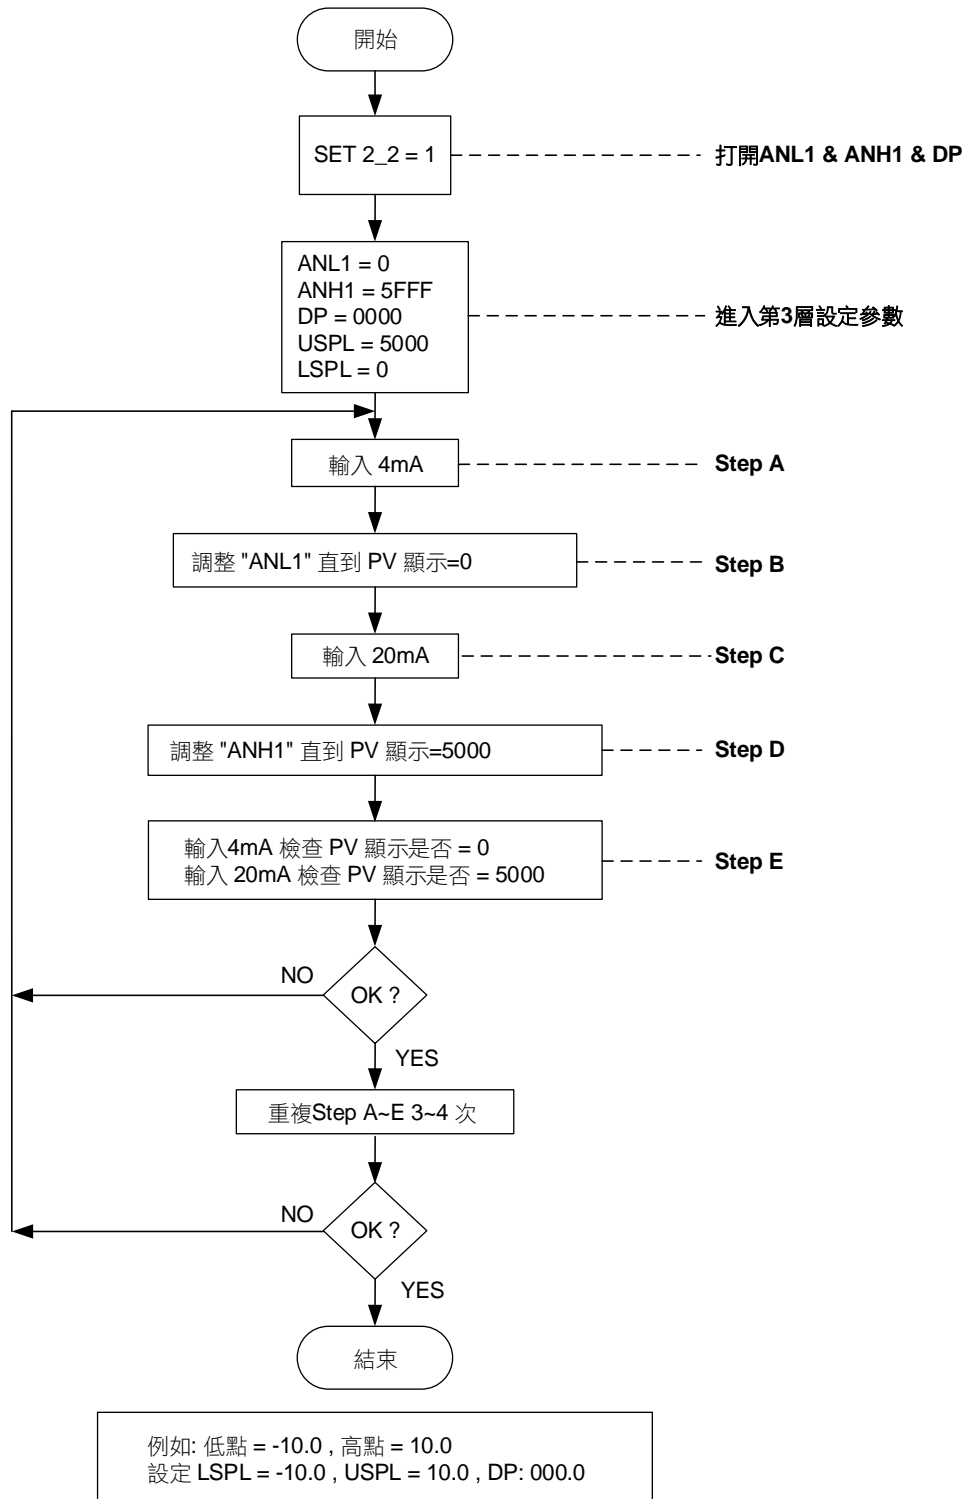 開始
SET 2_2 = 1
打開ANL1 & ANH1 & DP
ANL1 = 0
ANH1 = 5FFF
DP = 0000
USPL = 5000
LSPL = 0
進入第3層設定參數
輸入 4mA
Step A
調整 "ANL1" 直到 PV 顯示=0
Step B
輸入 20mA
Step C
調整 "ANH1" 直到 PV 顯示=5000
Step D
輸入4mA 檢查 PV 顯示是否 = 0
輸入 20mA 檢查 PV 顯示是否 = 5000
Step E
NO
OK ?
YES
重複Step A~E 3~4 次
NO
OK ?
YES
結束
例如: 低點 = -10.0 , 高點 = 10.0
設定 LSPL = -10.0 , USPL = 10.0 , DP: 000.0